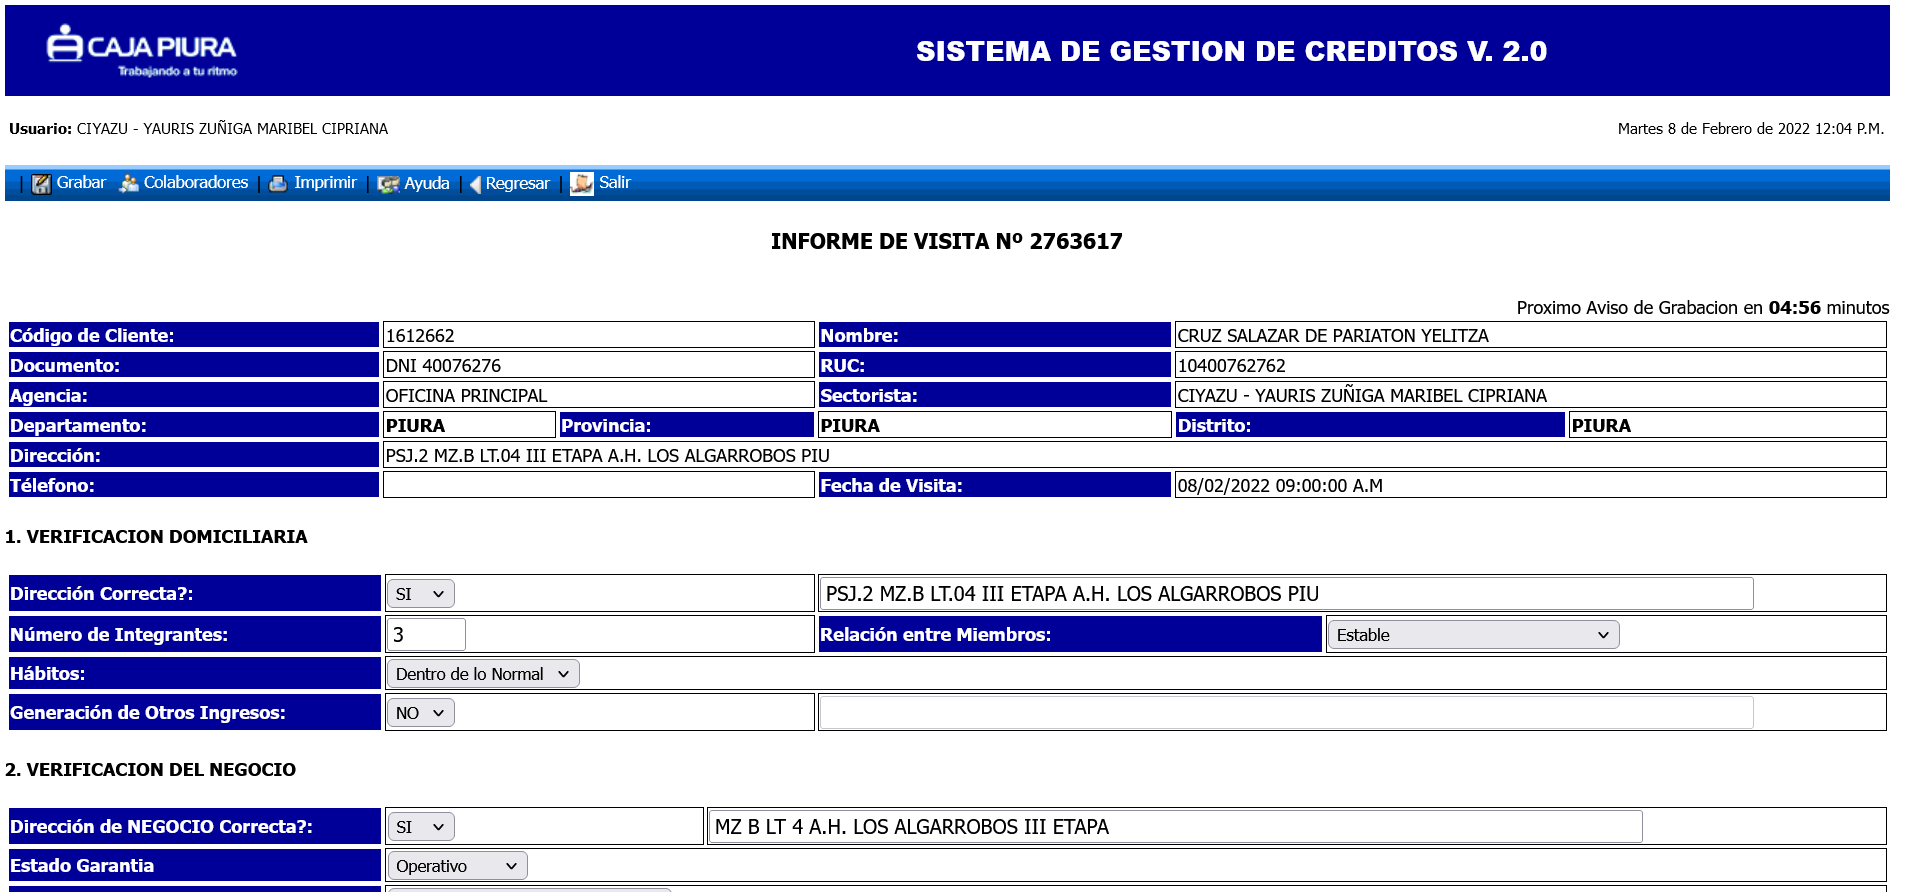 CAJA PIURA
Trabajando a tu ritmo
SISTEMA DE GESTION DE CREDITOS V. 2.0
Usuario: CIYAZU - YAURIS ZUÑIGA MARIBEL CIPRIANA
Martes 8 de Febrero de 2022 12:04 P.M.
| Grabar Colaboradores | Imprimir | Ayuda | Regresar | Salir
INFORME DE VISITA Nº 2763617
Proximo Aviso de Grabacion en 04:56 minutos
Código de Cliente: 1612662 Nombre: CRUZ SALAZAR DE PARIATON YELITZA
Documento: DNI 40076276 RUC: 10400762762
Agencia: OFICINA PRINCIPAL Sectorista: CIYAZU - YAURIS ZUÑIGA MARIBEL CIPRIANA
Departamento: PIURA Provincia: PIURA Distrito: PIURA
Dirección: PSJ.2 MZ.B LT.04 III ETAPA A.H. LOS ALGARROBOS PIU
Télefono: Fecha de Visita: 08/02/2022 09:00:00 A.M
1. VERIFICACION DOMICILIARIA
Dirección Correcta?: SI PSJ.2 MZ.B LT.04 III ETAPA A.H. LOS ALGARROBOS PIU
Número de Integrantes: 3 Relación entre Miembros: Estable
Hábitos: Dentro de lo Normal
Generación de Otros Ingresos: NO
2. VERIFICACION DEL NEGOCIO
Dirección de NEGOCIO Correcta?: SI MZ B LT 4 A.H. LOS ALGARROBOS III ETAPA
Estado Garantia Operativo